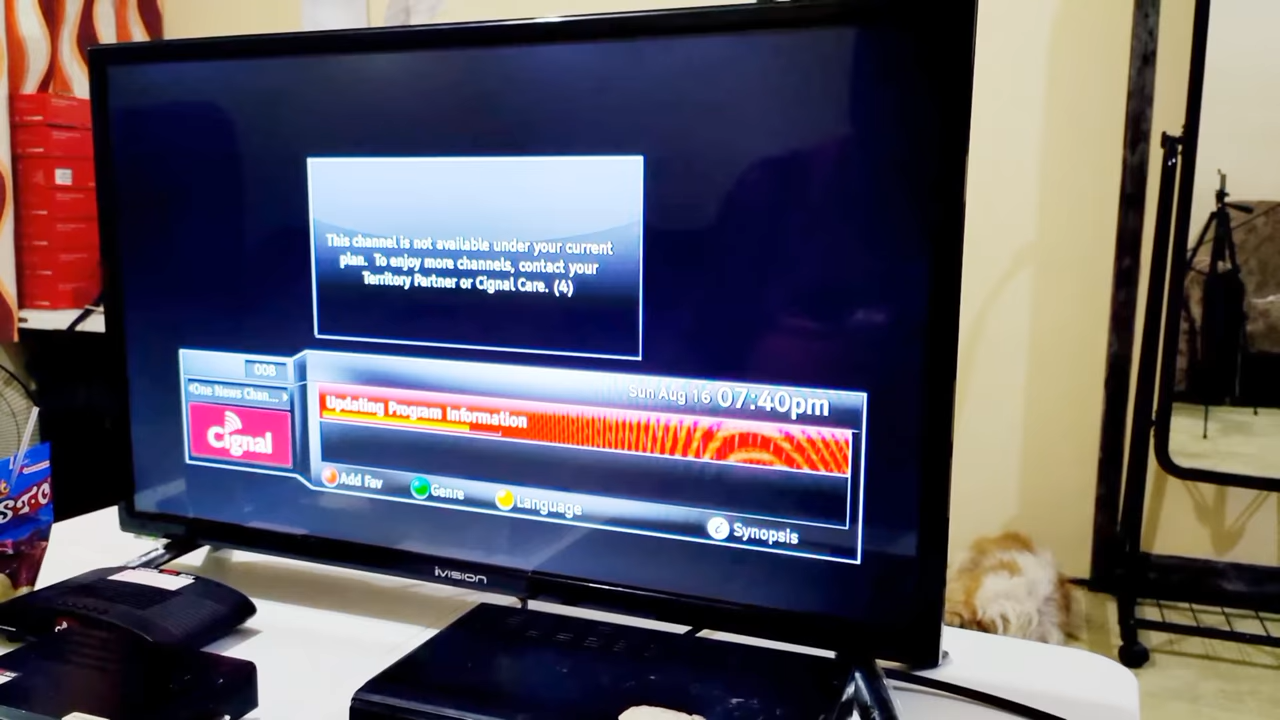 This channel is not available under your current
plan. To enjoy more channels, contact your
Territory Partner or Cignal Care. (4)
008
One News Chan...
Cignal
Sun Aug 16 07:40pm
Updating Program Information
Add Fav
Genre
Language
Synopsis
iVISION